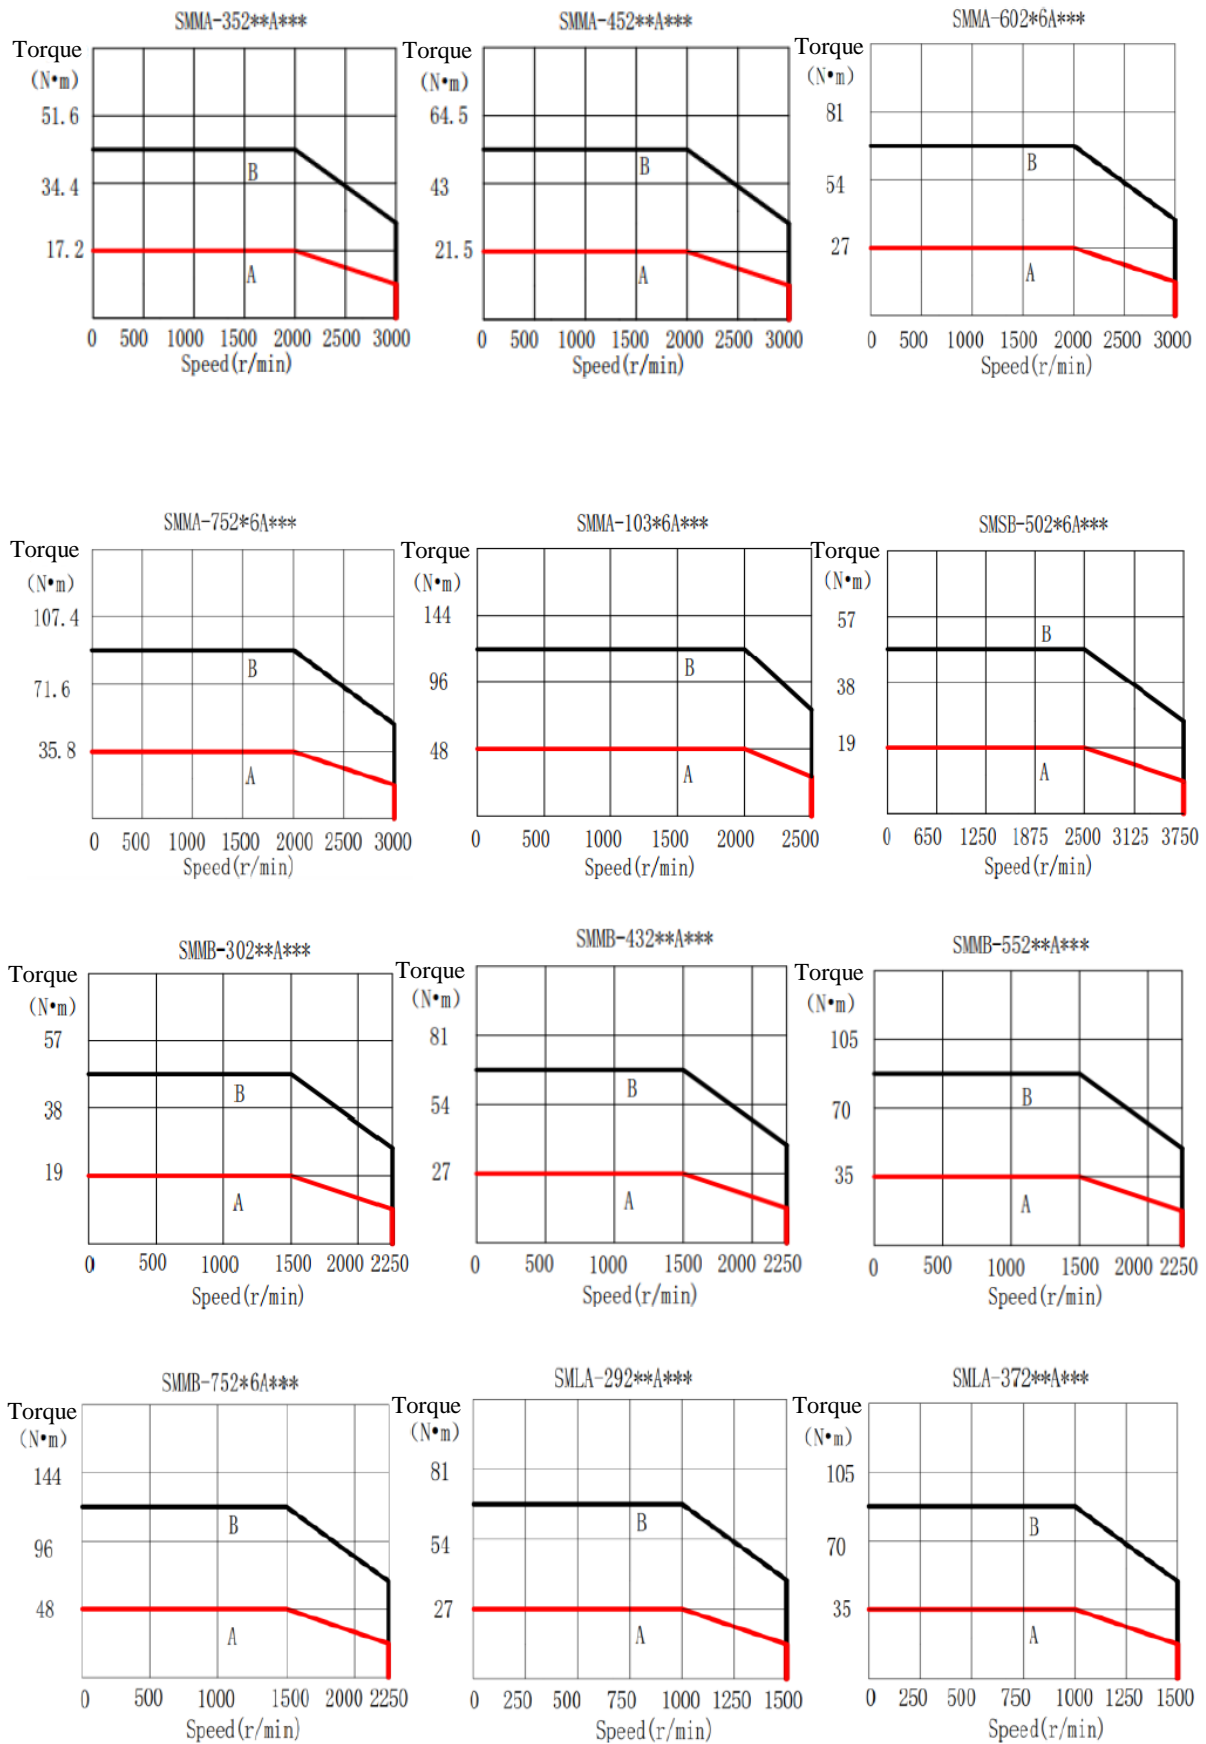 SMMA-352**A***
Torque
(N•m)
51.6
34.4
17.2
B
A
0 500 1000 1500 2000 2500 3000
Speed(r/min)
SMMA-452**A***
Torque
(N•m)
64.5
43
21.5
B
A
0 500 1000 1500 2000 2500 3000
Speed(r/min)
SMMA-602*6A***
Torque
(N•m)
81
54
27
B
A
0 500 1000 1500 2000 2500 3000
Speed(r/min)
SMMA-752*6A***
Torque
(N•m)
107.4
71.6
35.8
B
A
0 500 1000 1500 2000 2500 3000
Speed(r/min)
SMMA-103*6A***
Torque
(N•m)
144
96
48
B
A
0 500 1000 1500 2000 2500
Speed(r/min)
SMSB-502*6A***
Torque
(N•m)
57
38
19
B
A
0 650 1250 1875 2500 3125 3750
Speed(r/min)
SMMB-302**A***
Torque
(N•m)
57
38
19
B
A
0 500 1000 1500 2000 2250
Speed(r/min)
SMMB-432**A***
Torque
(N•m)
81
54
27
B
A
0 500 1000 1500 2000 2250
Speed(r/min)
SMMB-552**A***
Torque
(N•m)
105
70
35
B
A
0 500 1000 1500 2000 2250
Speed(r/min)
SMMB-752*6A***
Torque
(N•m)
144
96
48
B
A
0 500 1000 1500 2000 2250
Speed(r/min)
SMLA-292**A***
Torque
(N•m)
81
54
27
B
A
0 250 500 750 1000 1250 1500
Speed(r/min)
SMLA-372**A***
Torque
(N•m)
105
70
35
B
A
0 250 500 750 1000 1250 1500
Speed(r/min)